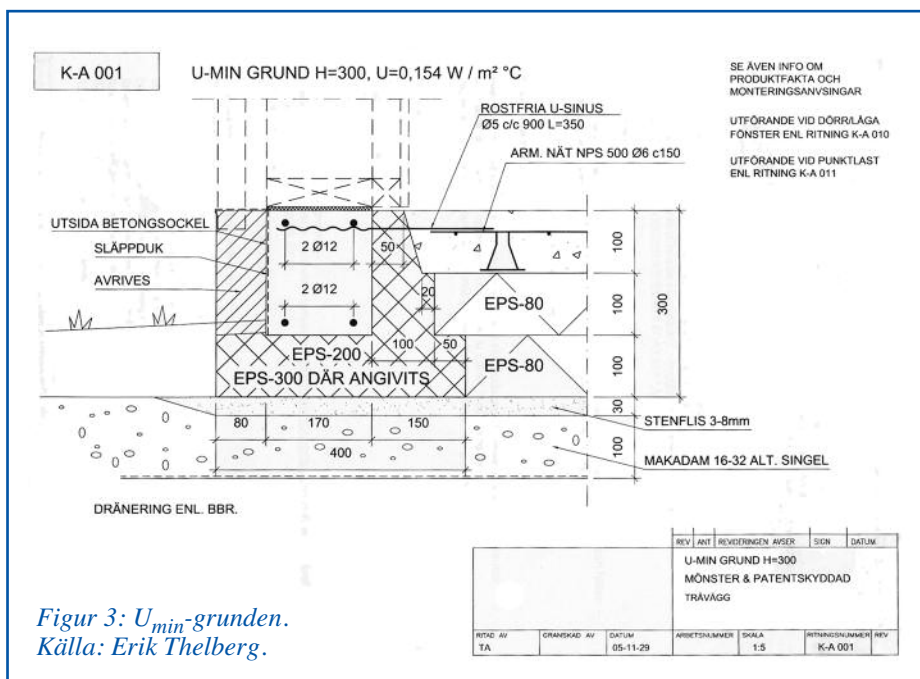 K-A 001
U-MIN GRUND H=300, U=0,154 W / m² °C
SE ÄVEN INFO OM
PRODUKTFAKTA OCH
MONTERINGSANVSINGAR
UTFÖRANDE VID DÖRR/LÅGA
FÖNSTER ENL RITNING K-A 010
UTFÖRANDE VID PUNKTLAST
ENL RITNING K-A 011
ROSTFRIA U-SINUS
Ø5 c/c 900 L=350
ARM. NÄT NPS 500 Ø6 c150
UTSIDA BETONGSOCKEL
SLÄPPDUK
AVRIVES
2 Ø12
50
100
2 Ø12
20
EPS-80
100
300
EPS-200
100
50
EPS-80
100
EPS-300 DÄR ANGIVITS
80
170
150
30
STENFLIS 3-8mm
400
100
MAKADAM 16-32 ALT. SINGEL
DRÄNERING ENL. BBR.
REV ANT REVIDERINGEN AVSER SIGN DATUM
U-MIN GRUND H=300
MÖNSTER & PATENTSKYDDAD
TRÄVÄGG
RITAD AV GRANSKAD AV DATUM ARBETSNUMMER SKALA RITNINGSNUMMER REV
TA 05-11-29 1:5 K-A 001
Figur 3: Umin-grunden.
Källa: Erik Thelberg.